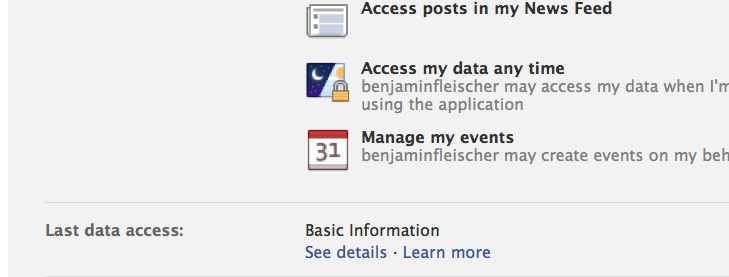 Access posts in my News Feed
Access my data any time
benjaminfleischer may access my data when I'm
using the application
31
Manage my events
benjaminfleischer may create events on my beh
Last data access:
Basic Information
See details · Learn more